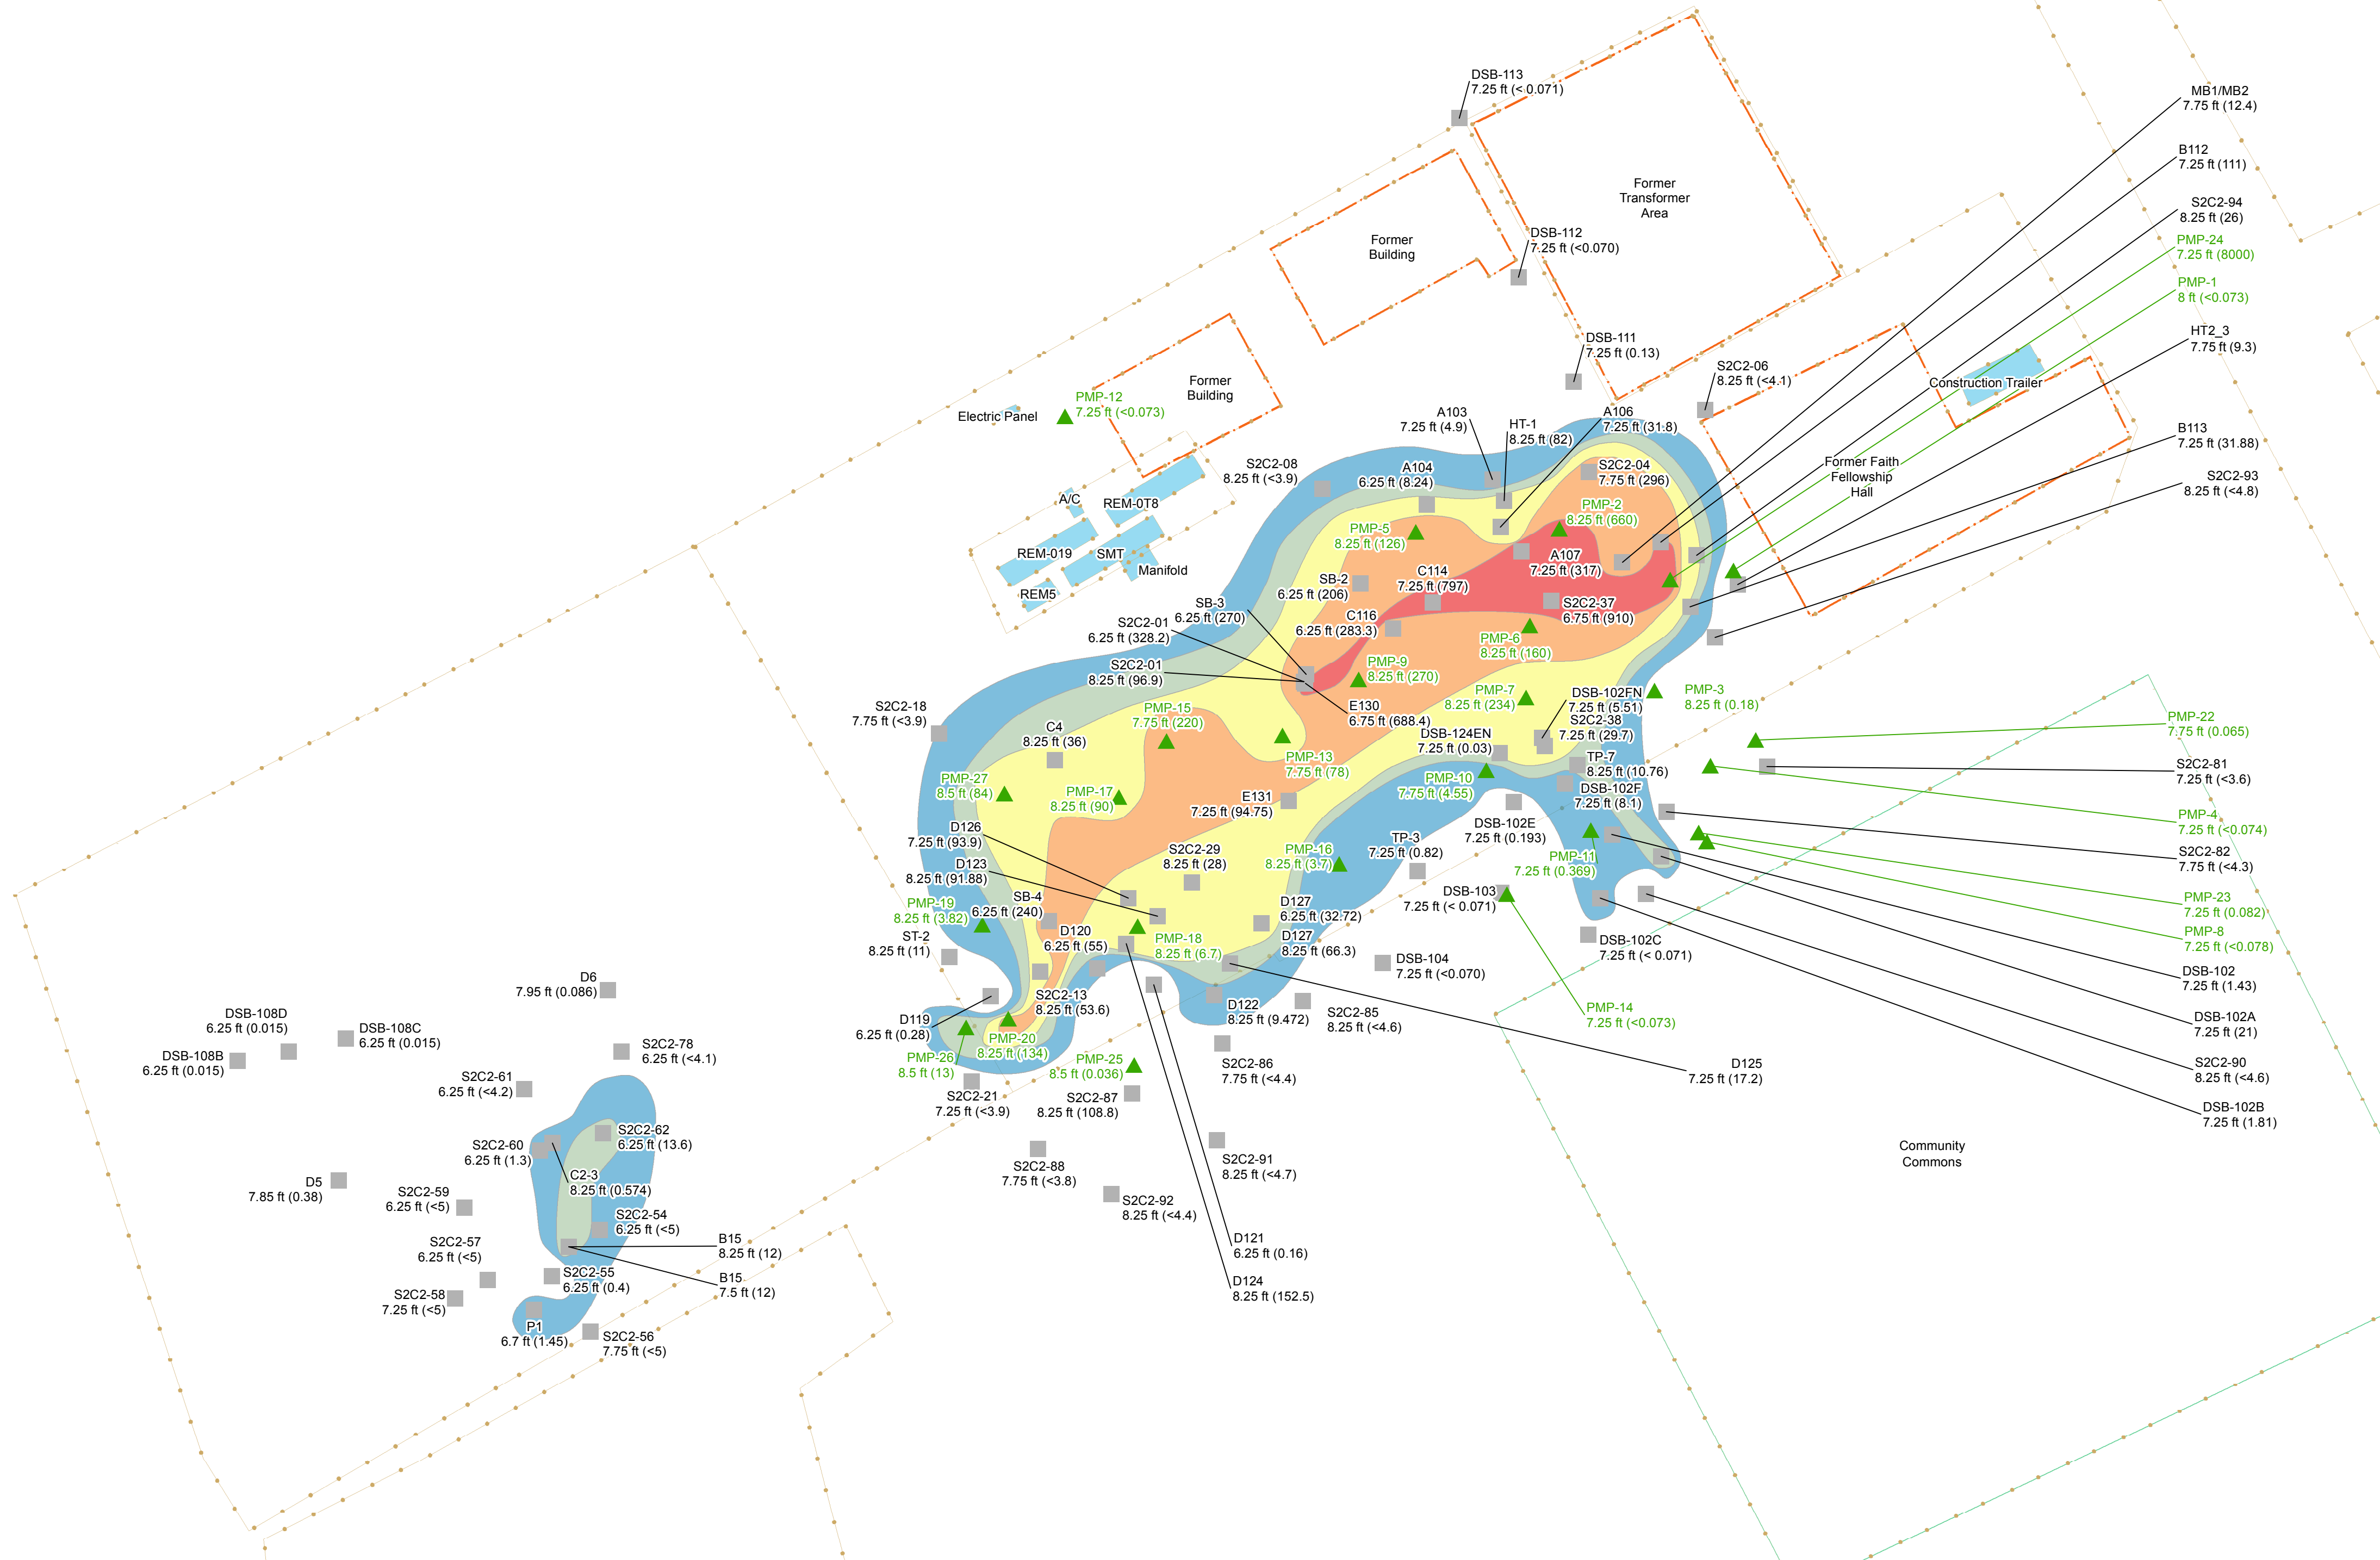 DSB-113
7.25 ft (< 0.071)
MB1/MB2
7.75 ft (12.4)
B112
7.25 ft (111)
Former
Transformer
Area
S2C2-94
8.25 ft (26)
DSB-112
7.25 ft (<0.070)
Former
Building
PMP-24
7.25 ft (8000)
PMP-1
8 ft (<0.073)
HT2_3
7.75 ft (9.3)
DSB-111
7.25 ft (0.13)
S2C2-06
8.25 ft (<4.1)
Former
Building
Construction Trailer
PMP-12
7.25 ft (<0.073)
Electric Panel
A103
7.25 ft (4.9)
HT-1
8.25 ft (82)
A106
7.25 ft (31.8)
B113
7.25 ft (31.88)
S2C2-08
8.25 ft (<3.9)
A104
6.25 ft (8.24)
S2C2-04
7.75 ft (296)
Former Faith
Fellowship
Hall
S2C2-93
8.25 ft (<4.8)
A/C
REM-0T8
PMP-2
8.25 ft (660)
PMP-5
8.25 ft (126)
REM-019
SMT
Manifold
REM5
A107
7.25 ft (317)
C114
7.25 ft (797)
SB-2
6.25 ft (206)
SB-3
6.25 ft (270)
S2C2-37
6.75 ft (910)
C116
6.25 ft (283.3)
S2C2-01
6.25 ft (328.2)
PMP-6
8.25 ft (160)
S2C2-01
8.25 ft (96.9)
PMP-9
8.25 ft (270)
PMP-7
8.25 ft (234)
DSB-102FN
7.25 ft (5.51)
PMP-3
8.25 ft (0.18)
S2C2-18
7.75 ft (<3.9)
PMP-15
7.75 ft (220)
E130
6.75 ft (688.4)
S2C2-38
7.25 ft (29.7)
PMP-22
7.75 ft (0.065)
C4
8.25 ft (36)
DSB-124EN
7.25 ft (0.03)
PMP-13
7.75 ft (78)
TP-7
8.25 ft (10.76)
S2C2-81
7.25 ft (<3.6)
PMP-27
8.5 ft (84)
PMP-17
8.25 ft (90)
PMP-10
7.75 ft (4.55)
DSB-102F
7.25 ft (8.1)
E131
7.25 ft (94.75)
PMP-4
7.25 ft (<0.074)
D126
7.25 ft (93.9)
DSB-102E
7.25 ft (0.193)
S2C2-29
8.25 ft (28)
PMP-16
8.25 ft (3.7)
TP-3
7.25 ft (0.82)
PMP-11
7.25 ft (0.369)
S2C2-82
7.75 ft (<4.3)
D123
8.25 ft (91.88)
SB-4
6.25 ft (240)
PMP-19
8.25 ft (3.82)
DSB-103
7.25 ft (< 0.071)
PMP-23
7.25 ft (0.082)
D127
6.25 ft (32.72)
PMP-8
7.25 ft (<0.078)
ST-2
8.25 ft (11)
D120
6.25 ft (55)
PMP-18
8.25 ft (6.7)
D127
8.25 ft (66.3)
DSB-102C
7.25 ft (< 0.071)
DSB-104
7.25 ft (<0.070)
DSB-102
7.25 ft (1.43)
D6
7.95 ft (0.086)
S2C2-13
8.25 ft (53.6)
D122
8.25 ft (9.472)
S2C2-85
8.25 ft (<4.6)
PMP-14
7.25 ft (<0.073)
DSB-102A
7.25 ft (21)
DSB-108D
6.25 ft (0.015)
DSB-108C
6.25 ft (0.015)
D119
6.25 ft (0.28)
PMP-20
8.25 ft (134)
S2C2-78
6.25 ft (<4.1)
DSB-108B
6.25 ft (0.015)
PMP-26
8.5 ft (13)
PMP-25
8.5 ft (0.036)
S2C2-86
7.75 ft (<4.4)
D125
7.25 ft (17.2)
S2C2-90
8.25 ft (<4.6)
S2C2-61
6.25 ft (<4.2)
S2C2-21
7.25 ft (<3.9)
S2C2-87
8.25 ft (108.8)
DSB-102B
7.25 ft (1.81)
S2C2-62
6.25 ft (13.6)
S2C2-60
6.25 ft (1.3)
Community
Commons
S2C2-88
7.75 ft (<3.8)
S2C2-91
8.25 ft (<4.7)
D5
7.85 ft (0.38)
C2-3
8.25 ft (0.574)
S2C2-59
6.25 ft (<5)
S2C2-92
8.25 ft (<4.4)
S2C2-54
6.25 ft (<5)
S2C2-57
6.25 ft (<5)
B15
8.25 ft (12)
D121
6.25 ft (0.16)
S2C2-55
6.25 ft (0.4)
B15
7.5 ft (12)
D124
8.25 ft (152.5)
S2C2-58
7.25 ft (<5)
P1
6.7 ft (1.45)
S2C2-56
7.75 ft (<5)